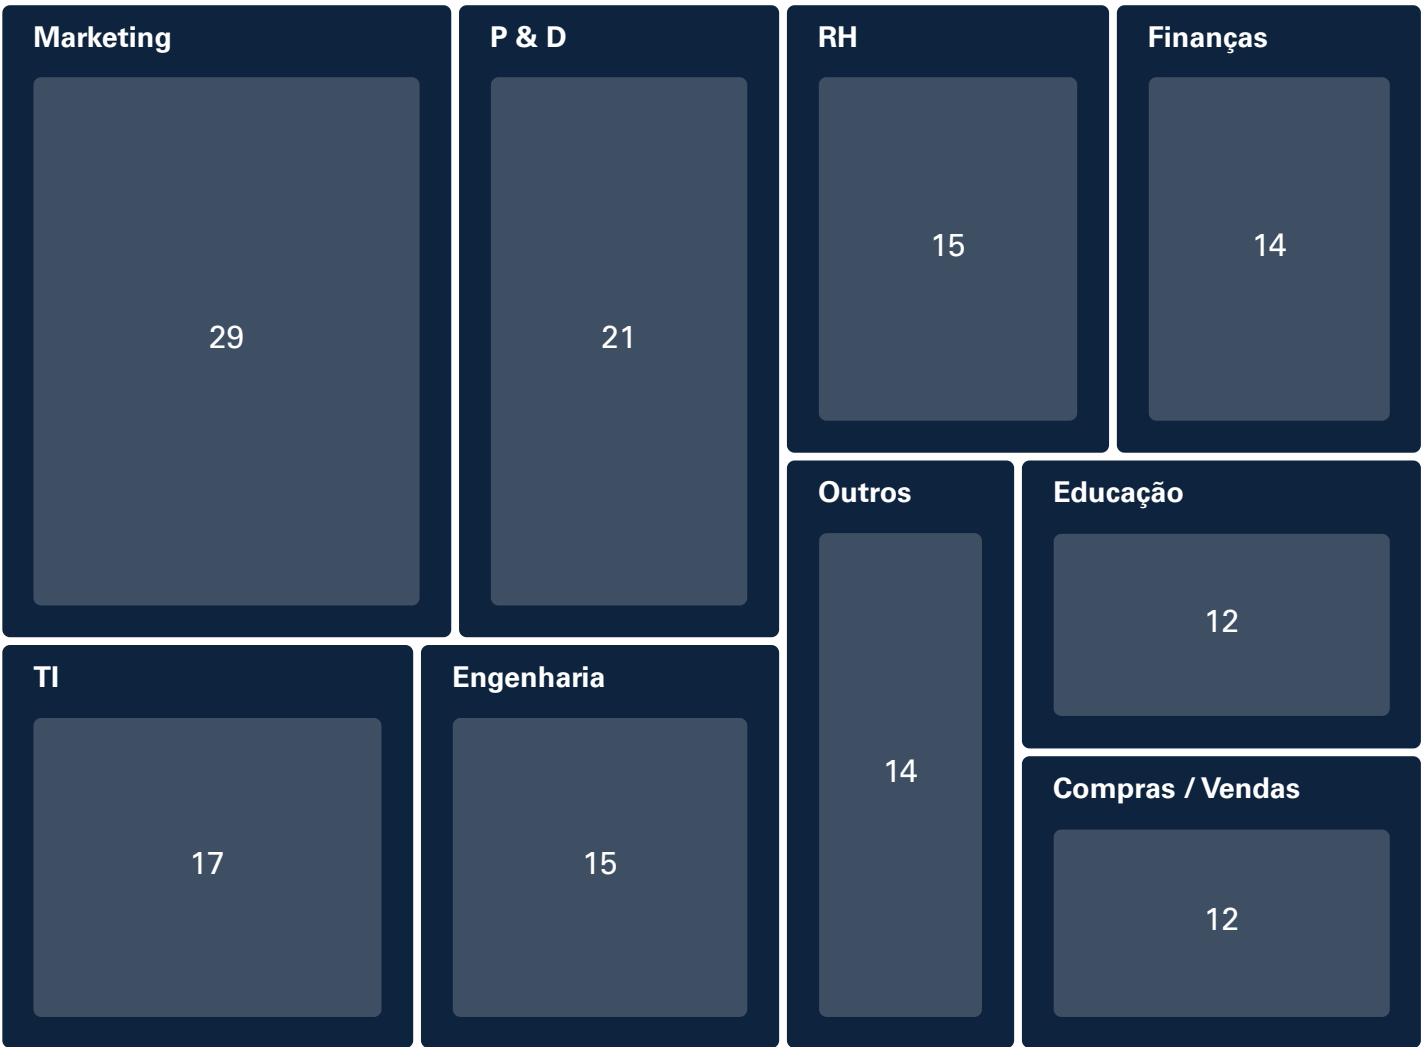 Marketing
29
P & D
21
RH
15
Finanças
14
TI
17
Engenharia
15
Outros
14
Educação
12
Compras / Vendas
12